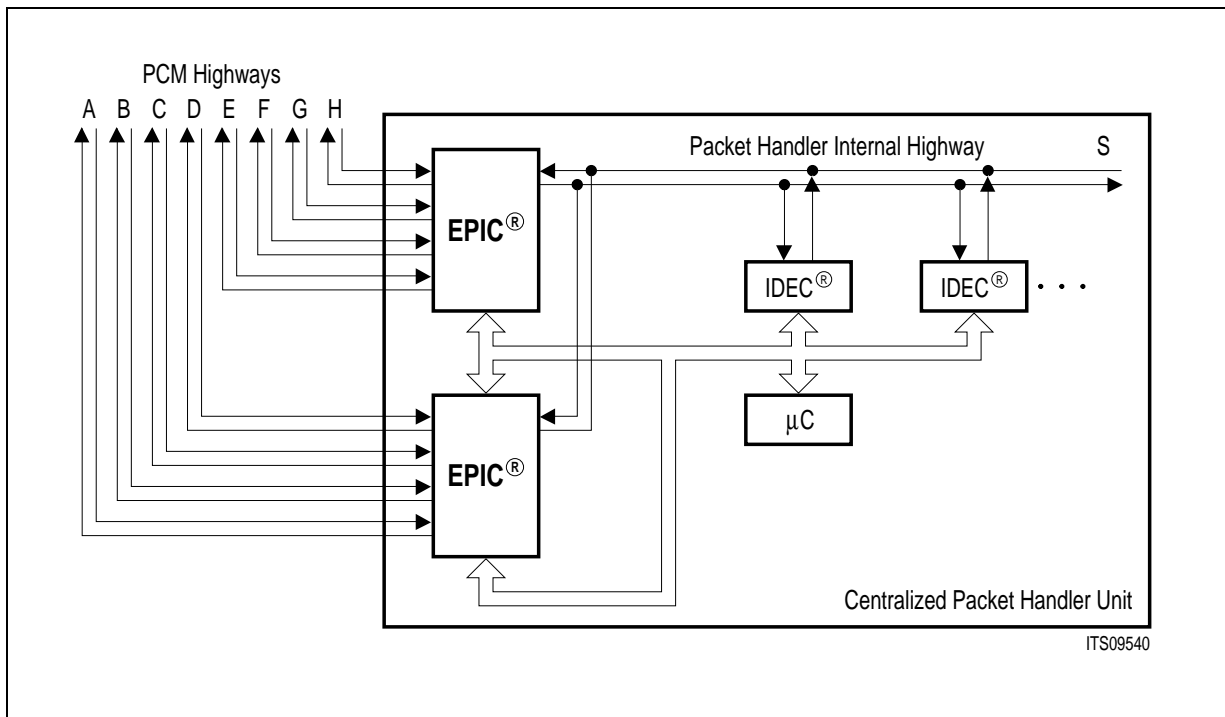 PCM Highways
A B C D E F G H
Packet Handler Internal Highway S
EPIC®
IDEC® IDEC® . . .
µC
EPIC®
Centralized Packet Handler Unit
ITS09540